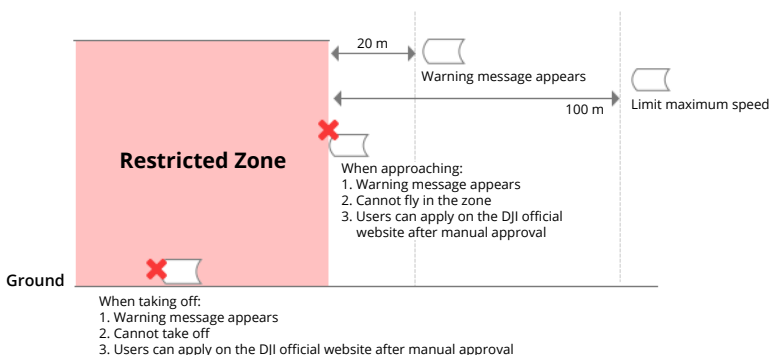 20 m
Warning message appears
100 m
Limit maximum speed
Restricted Zone
When approaching:
1. Warning message appears
2. Cannot fly in the zone
3. Users can apply on the DJI official
website after manual approval
Ground
When taking off:
1. Warning message appears
2. Cannot take off
3. Users can apply on the DJI official website after manual approval